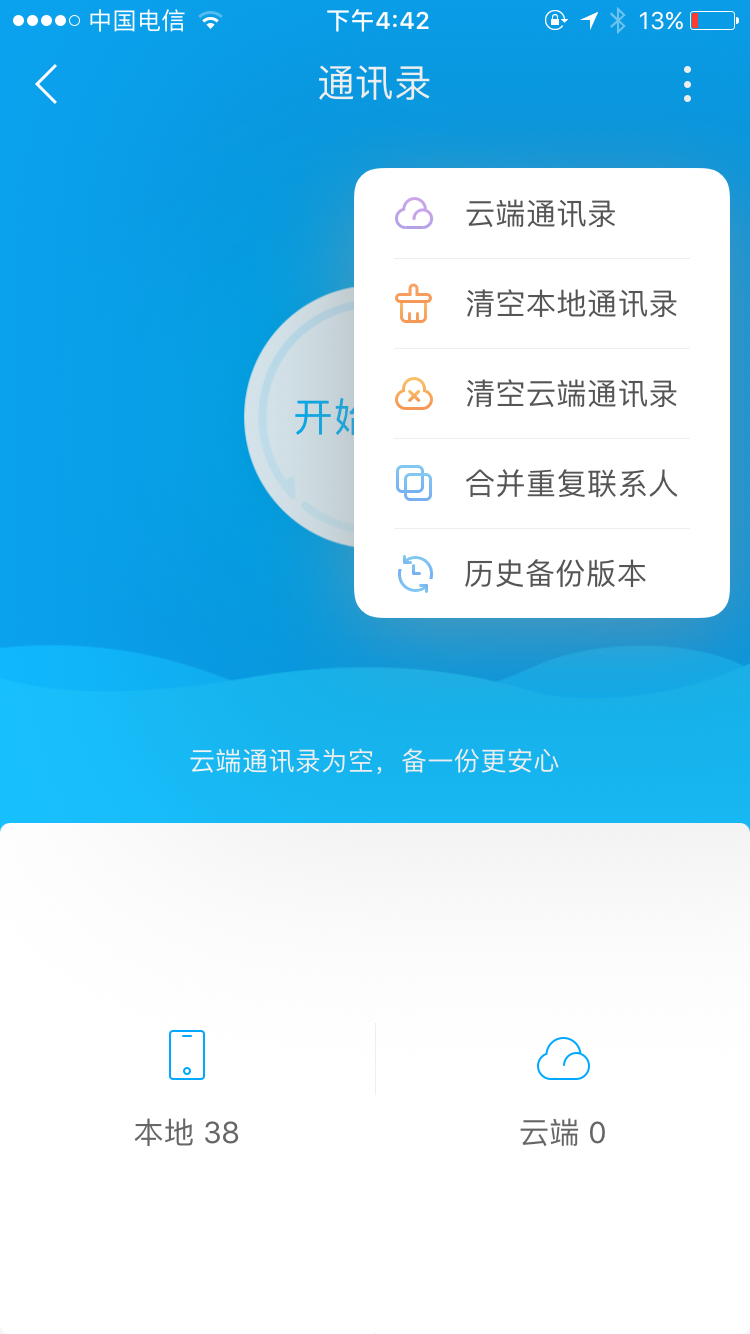 中国电信 下午4:42 13%
通讯录
云端通讯录
清空本地通讯录
清空云端通讯录
开始
合并重复联系人
历史备份版本
云端通讯录为空，备一份更安心
本地 38
云端 0